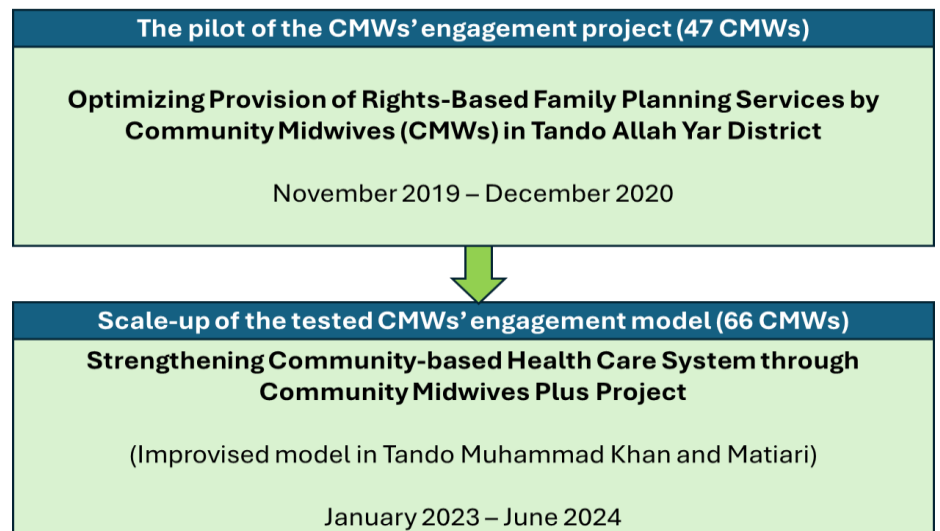 The pilot of the CMWs' engagement project (47 CMWs)
Optimizing Provision of Rights-Based Family Planning Services by
Community Midwives (CMWs) in Tando Allah Yar District
November 2019 – December 2020
Scale-up of the tested CMWs' engagement model (66 CMWs)
Strengthening Community-based Health Care System through
Community Midwives Plus Project
(Improvised model in Tando Muhammad Khan and Matiari)
January 2023 – June 2024